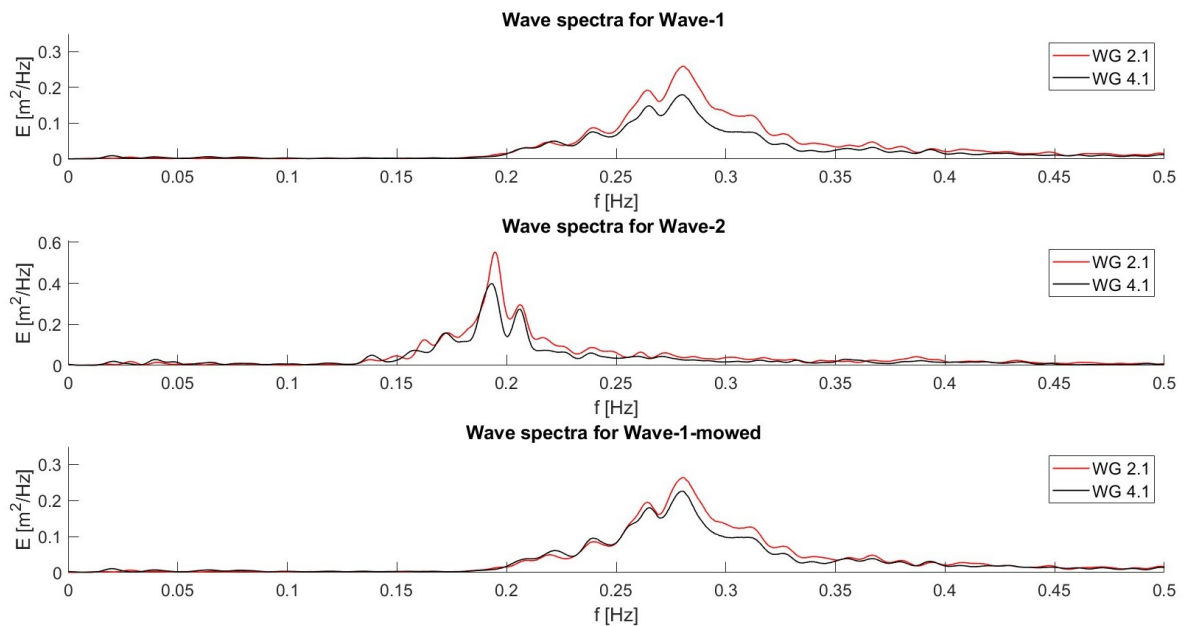 Wave spectra for Wave-1
E [m²/Hz]
0.3
0.2
0.1
0
WG 2.1
WG 4.1
0 0.05 0.1 0.15 0.2 0.25 0.3 0.35 0.4 0.45 0.5
f [Hz]
Wave spectra for Wave-2
E [m²/Hz]
0.6
0.4
0.2
0
WG 2.1
WG 4.1
0 0.05 0.1 0.15 0.2 0.25 0.3 0.35 0.4 0.45 0.5
f [Hz]
Wave spectra for Wave-1-mowed
E [m²/Hz]
0.3
0.2
0.1
0
WG 2.1
WG 4.1
0 0.05 0.1 0.15 0.2 0.25 0.3 0.35 0.4 0.45 0.5
f [Hz]